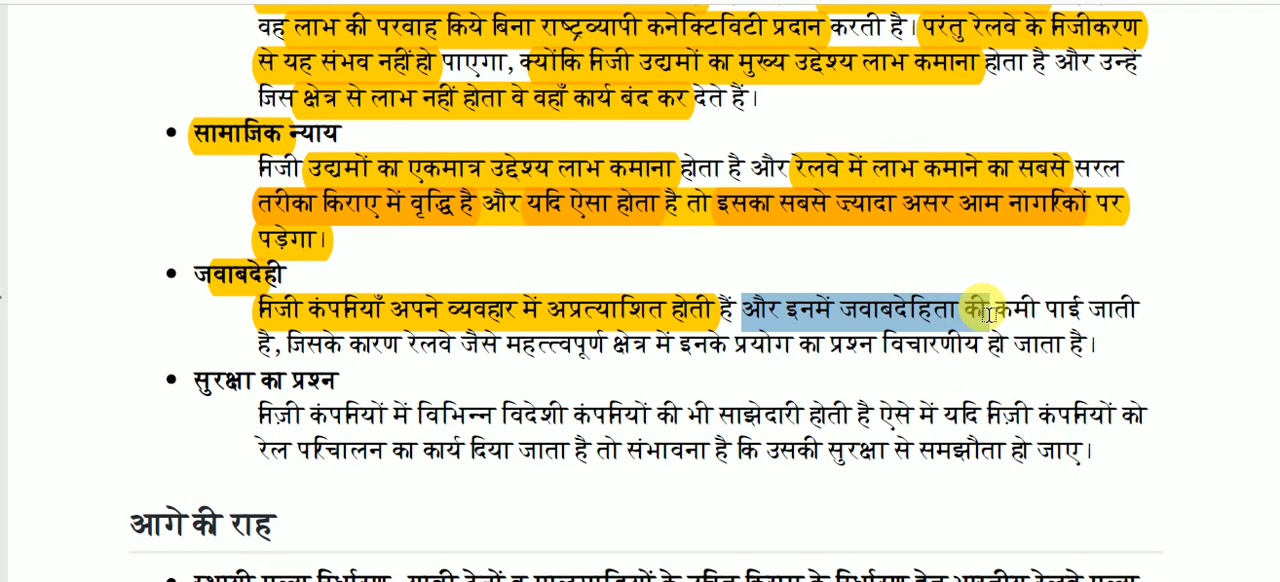 वह लाभ की परवाह किये बिना राष्ट्रव्यापी कनेक्टिविटी प्रदान करती है। परंतु रेलवे के निजीकरण
से यह संभव नहीं हो पाएगा, क्योंकि निजी उद्यमों का मुख्य उद्देश्य लाभ कमाना होता है और उन्हें
जिस क्षेत्र से लाभ नहीं होता वे वहाँ कार्य बंद कर देते हैं।
• सामाजिक न्याय
निजी उद्यमों का एकमात्र उद्देश्य लाभ कमाना होता है और रेलवे में लाभ कमाने का सबसे सरल
तरीका किराए में वृद्धि है और यदि ऐसा होता है तो इसका सबसे ज्यादा असर आम नागरिकों पर
पड़ेगा।
• जवाबदेही
निजी कंपनियाँ अपने व्यवहार में अप्रत्याशित होती हैं और इनमें जवाबदेहिता की कमी पाई जाती
है, जिसके कारण रेलवे जैसे महत्त्वपूर्ण क्षेत्र में इनके प्रयोग का प्रश्न विचारणीय हो जाता है।
• सुरक्षा का प्रश्न
निज़ी कंपनियों में विभिन्न विदेशी कंपनियों की भी साझेदारी होती है ऐसे में यदि निज़ी कंपनियों को
रेल परिचालन का कार्य दिया जाता है तो संभावना है कि उसकी सुरक्षा से समझौता हो जाए।
आगे की राह